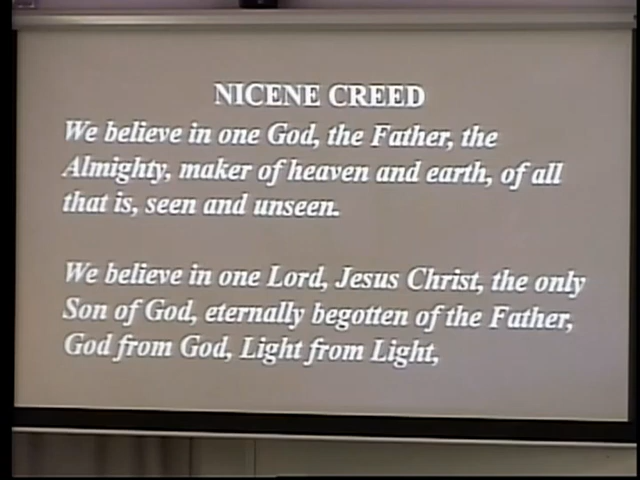 NICENE CREED
We believe in one God, the Father, the
Almighty, maker of heaven and earth, of all
that is, seen and unseen.
We believe in one Lord, Jesus Christ, the only
Son of God, eternally begotten of the Father,
God from God, Light from Light,